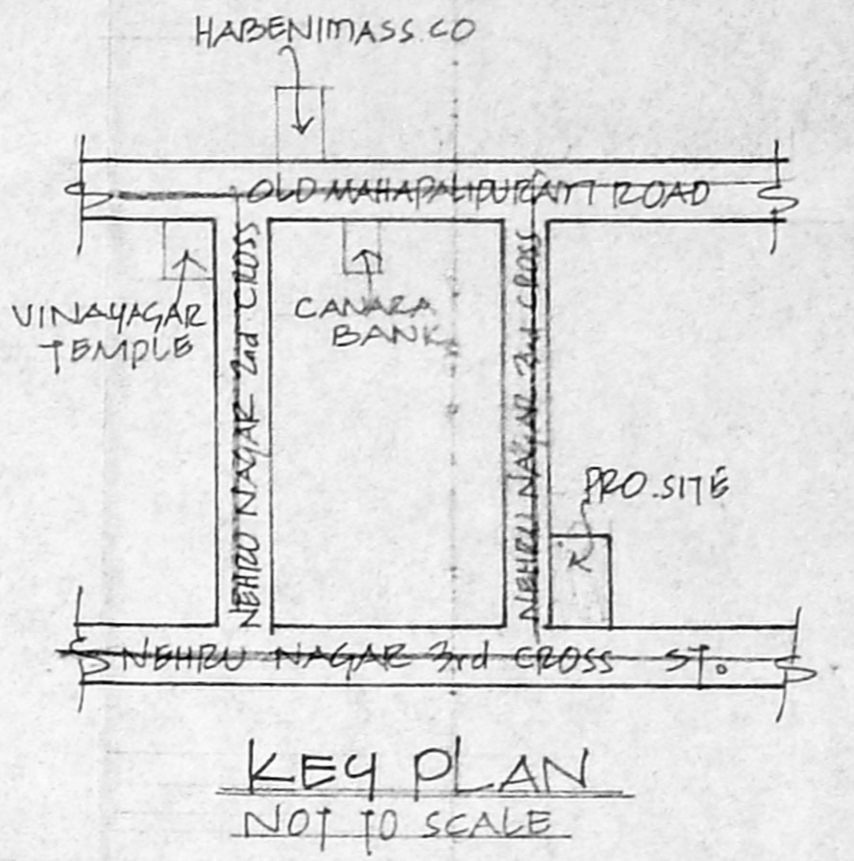 HABENIMASS.CO
OLD MAHAPALIPURAM ROAD
VINAYAGAR
TEMPLE
NEHRU NAGAR 2nd CROSS
CANARA
BANK
NEHRU NAGAR 3rd CROSS
PRO.SITE
NEHRU NAGAR 3rd CROSS ST.
KEY PLAN
NOT TO SCALE